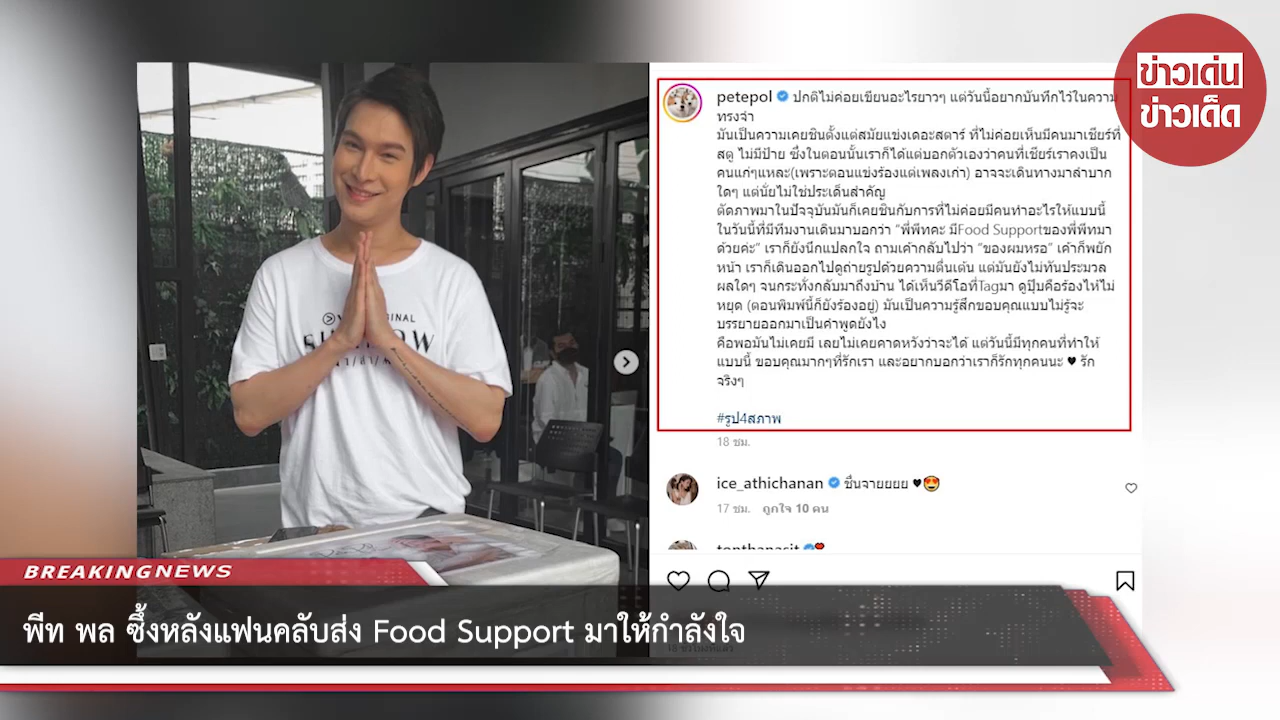 ข่าวเด่น
ข่าวเด็ด
petepol ปกติไม่ค่อยเขียนอะไรยาวๆ แต่วันนี้อยากบันทึกไว้ในความ
ทรงจำ
มันเป็นความเคยชินตั้งแต่สมัยแข่งเดอะสตาร์ ที่ไม่ค่อยเห็นมีคนมาเชียร์ที่
สตู ไม่มีป้าย ซึ่งในตอนนั้นเราก็ได้แต่บอกตัวเองว่าคนที่เชียร์เราคงเป็น
คนแก่ๆแหละ(เพราะตอนแข่งร้องแต่เพลงเก่า) อาจจะเดินทางมาลำบาก
ใดๆ แต่นั่ยไม่ใช่ประเด็นสำคัญ
ตัดภาพมาในปัจจุบันมันก็เคยชินกับการที่ไม่ค่อยมีคนทำอะไรให้แบบนี้
ในวันนี้ที่มีทีมงานเดินมาบอกว่า “พี่พีทคะ มีFood Supportของพี่พีทมา
ด้วยค่ะ” เราก็ยังนึกแปลกใจ ถามเค้ากลับไปว่า “ของผมหรอ” เค้าก็พยัก
หน้า เราก็เดินออกไปดูถ่ายรูปด้วยความตื่นเต้น แต่มันยังไม่ทันประมวล
ผลใดๆ จนกระทั่งกลับมาถึงบ้าน ได้เห็นวีดีโอที่Tagมา ดูปุ๊บคือร้องไห้ไม่
หยุด (ตอนพิมพ์นี้ก็ยังร้องอยู่) มันเป็นความรู้สึกขอบคุณแบบไม่รู้จะ
บรรยายออกมาเป็นคำพูดยังไง
คือพอมันไม่เคยมี เลยไม่เคยคาดหวังว่าจะได้ แต่วันนี้มีทุกคนที่ทำให้
แบบนี้ ขอบคุณมากๆที่รักเรา และอยากบอกว่าเราก็รักทุกคนนะ ♥ รัก
จริงๆ
#รูป4สภาพ
18 ชม.
ice_athichanan ชื่นจายยยย ♥😍
17 ชม. ถูกใจ 10 คน
tonthanasit
BREAKINGNEWS
พีท พล ซึ้งหลังแฟนคลับส่ง Food Support มาให้กำลังใจ
18 ชั่วโมงที่แล้ว